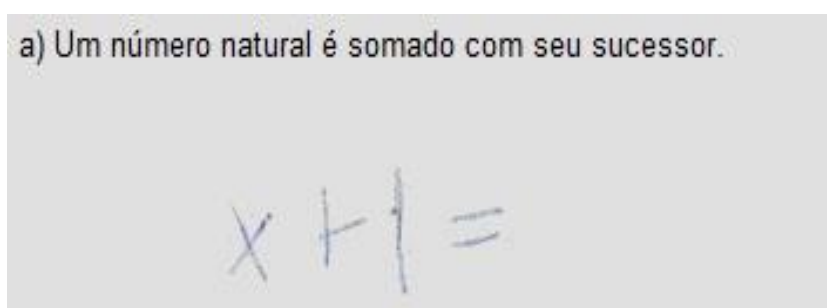 a) Um número natural é somado com seu sucessor.
x + 1 =